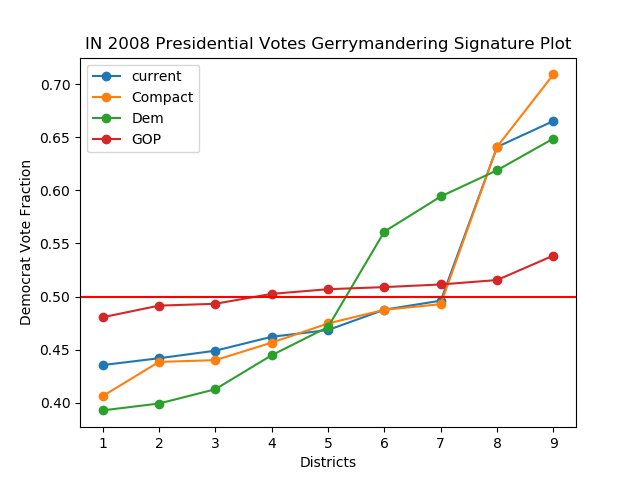 IN 2008 Presidential Votes Gerrymandering Signature Plot
current
Compact
Dem
GOP
Democrat Vote Fraction
0.70
0.65
0.60
0.55
0.50
0.45
0.40
1 2 3 4 5 6 7 8 9
Districts